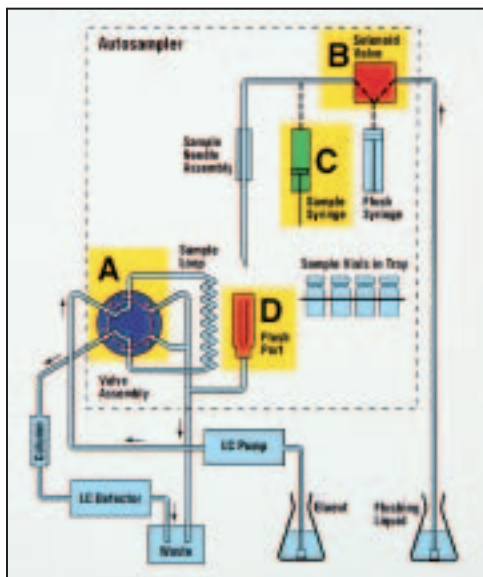 Autosampler
B
Solenoid
Valve
Sample
Needle
Assembly
C
Sample
Syringe
Flush
Syringe
A
Sample
Loop
Sample Vials in Tray
D
Flush
Port
Valve
Assembly
Column
LC Pump
LC Detector
Eluent
Flushing
Liquid
Waste